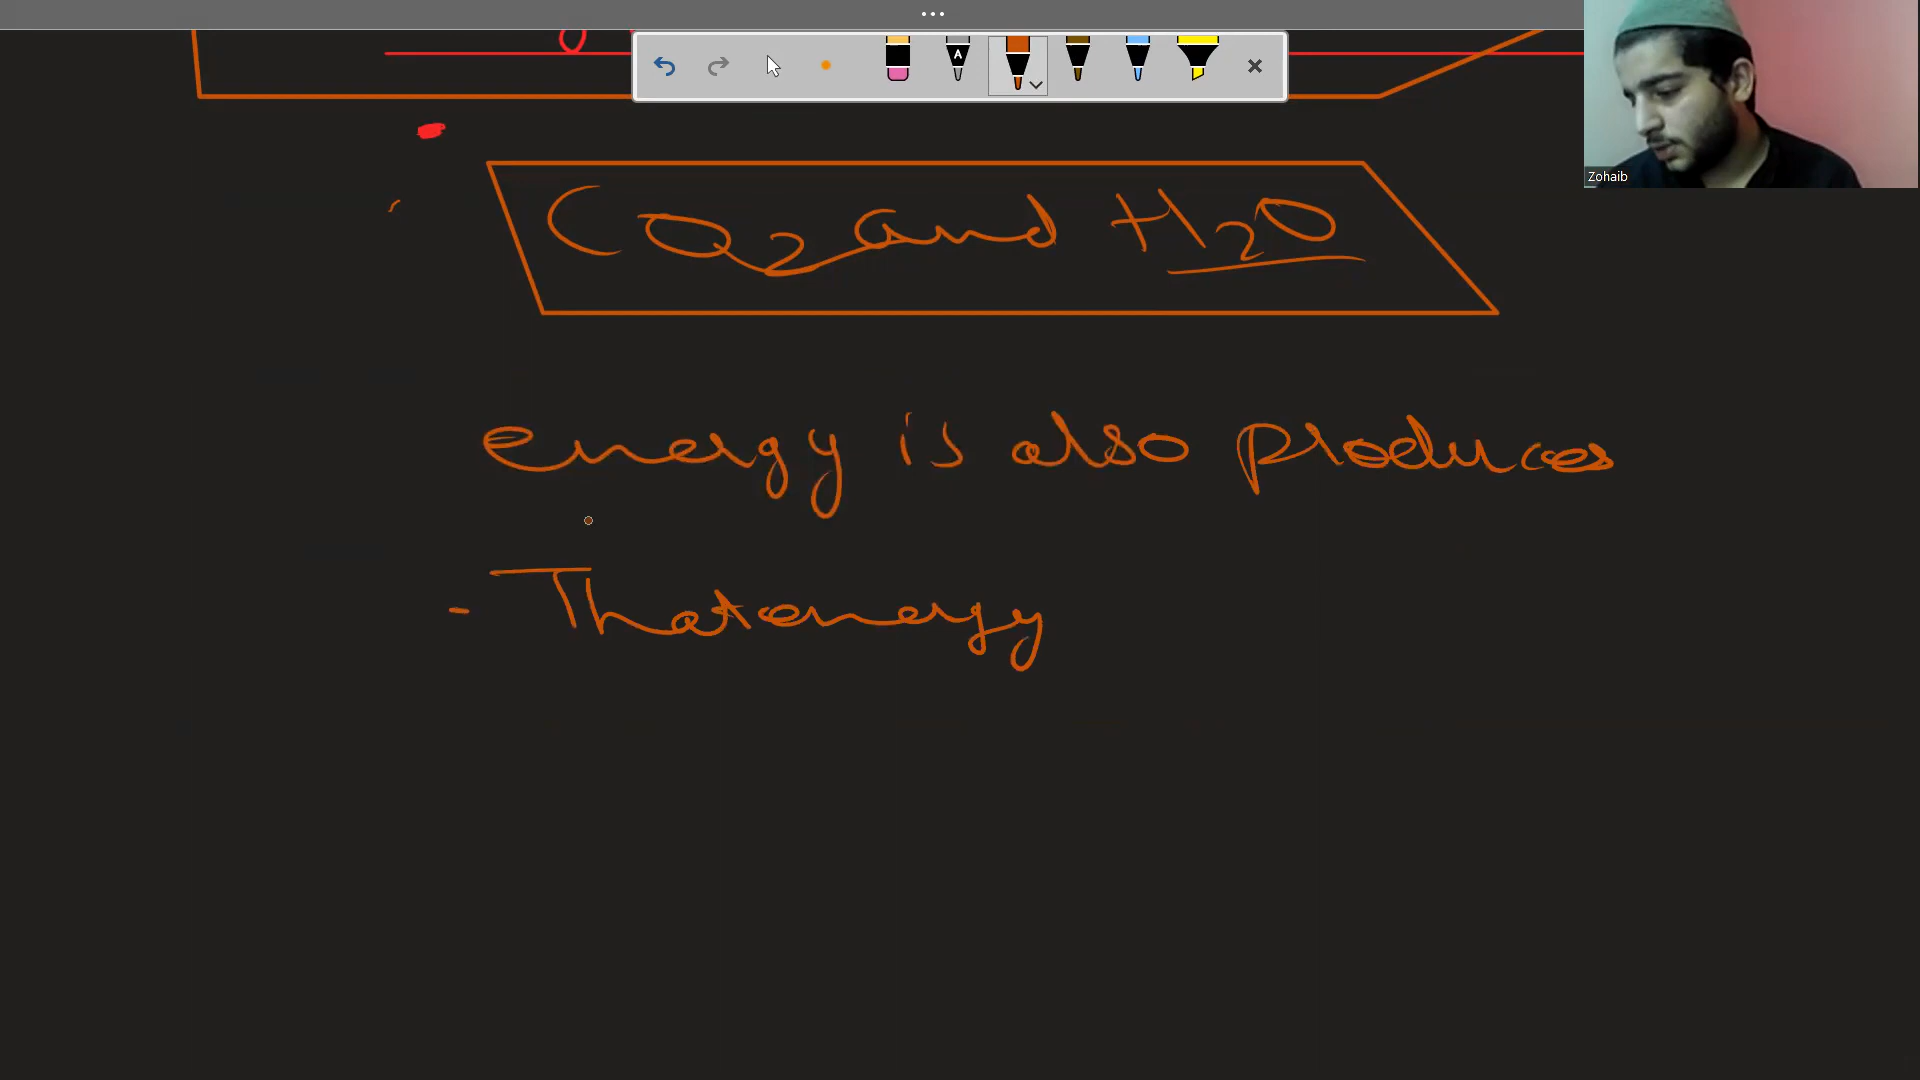 Zohaib
CO2 and H2O
energy is also produces
- That energy